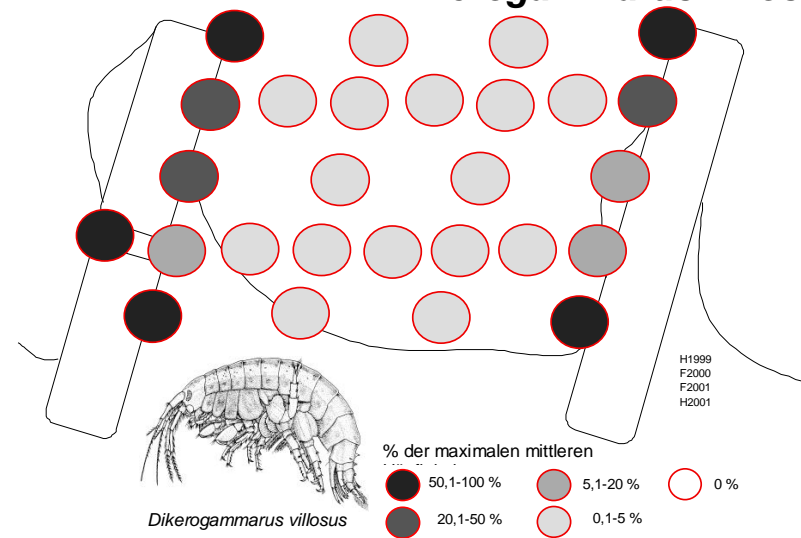 H1999
F2000
F2001
H2001
% der maximalen mittleren
50,1-100 %
5,1-20 %
0 %
20,1-50 %
0,1-5 %
Dikerogammarus villosus